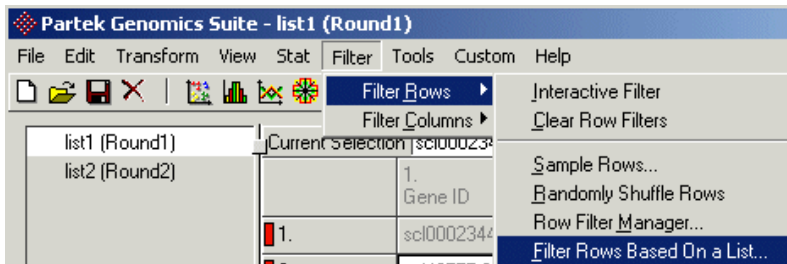 Partek Genomics Suite - list1 (Round1)
File Edit Transform View Stat Filter Tools Custom Help
Filter Rows
Filter Columns
Interactive Filter
Clear Row Filters
Sample Rows...
Randomly Shuffle Rows
Row Filter Manager...
Filter Rows Based On a List...
list1 (Round1)
list2 (Round2)
Current Selection scl000234
1.
Gene ID
1. scl0002344